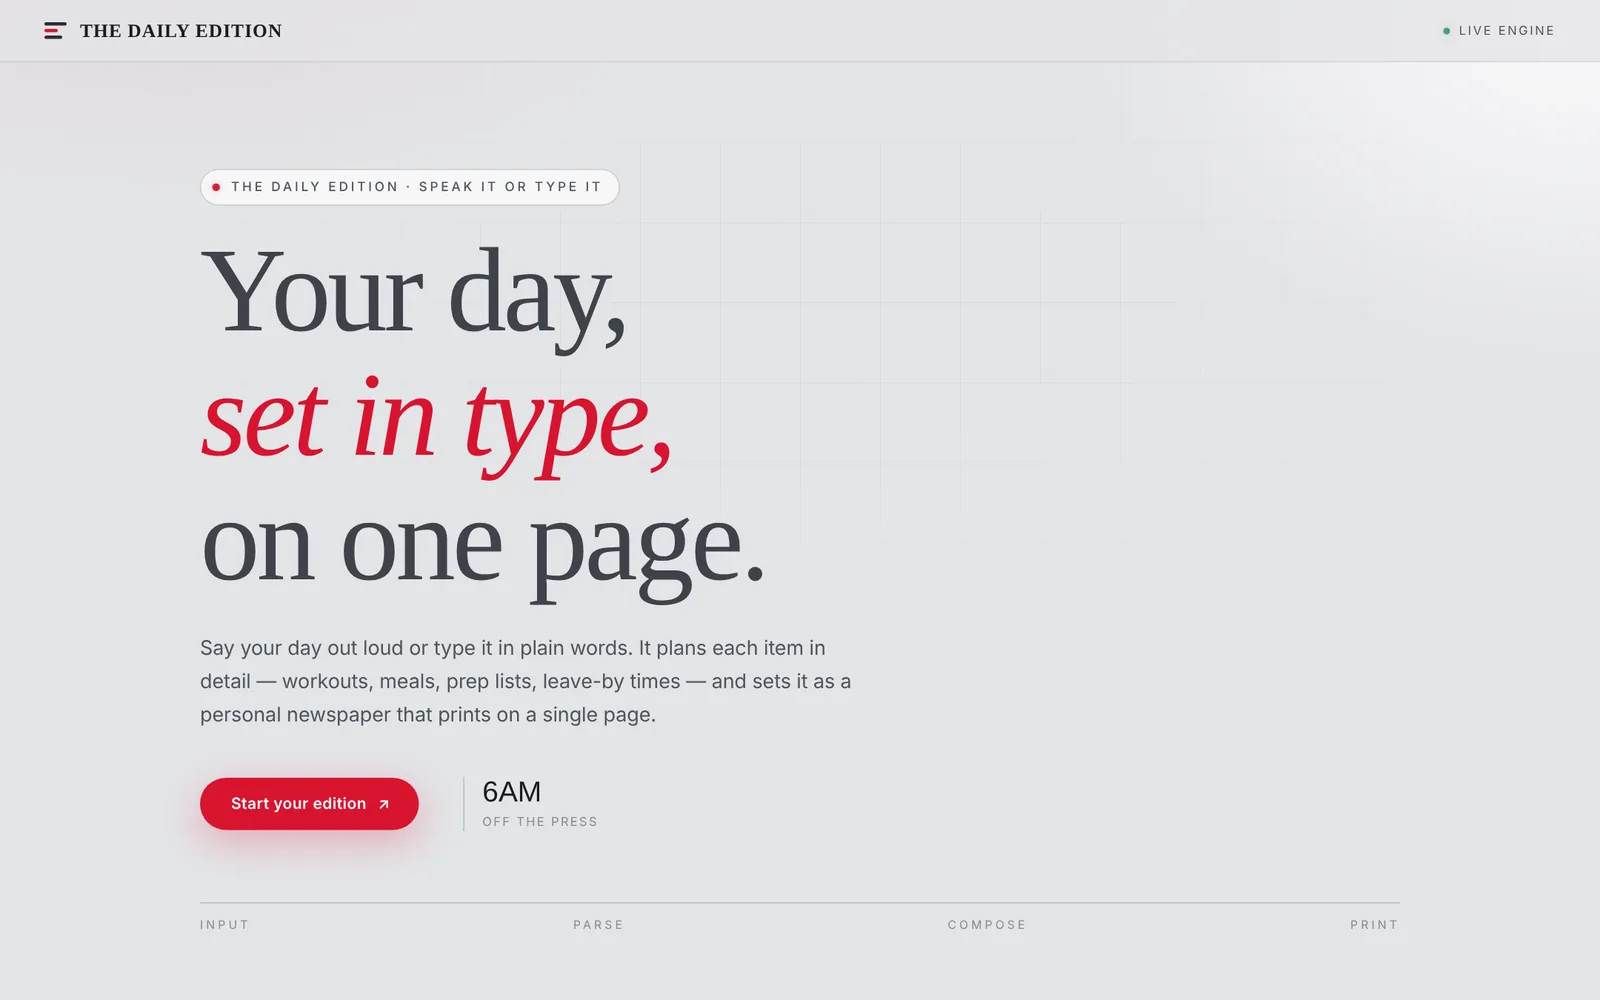 THE DAILY EDITION
LIVE ENGINE
THE DAILY EDITION · SPEAK IT OR TYPE IT
Your day,
set in type,
on one page.
Say your day out loud or type it in plain words. It plans each item in
detail — workouts, meals, prep lists, leave-by times — and sets it as a
personal newspaper that prints on a single page.
Start your edition ↗
6AM
OFF THE PRESS
INPUT
PARSE
COMPOSE
PRINT